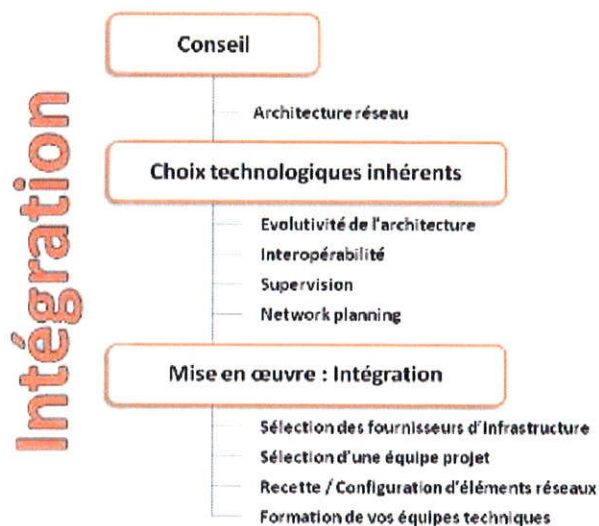 Intégration
Conseil
Architecture réseau
Choix technologiques inhérents
Evolutivité de l'architecture
Interopérabilité
Supervision
Network planning
Mise en œuvre : Intégration
Sélection des fournisseurs d'infrastructure
Sélection d'une équipe projet
Recette / Configuration d'éléments réseaux
Formation de vos équipes techniques